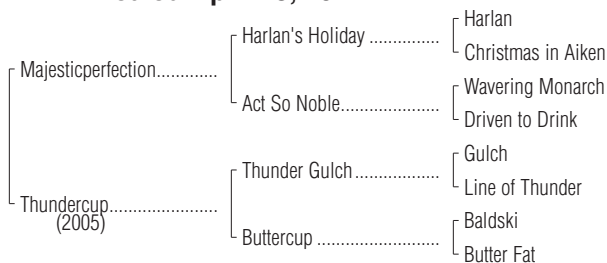 Harlan
Harlan's Holiday
Christmas in Aiken
Majesticperfection
Wavering Monarch
Act So Noble
Driven to Drink
Gulch
Thunder Gulch
Line of Thunder
Thundercup
(2005)
Baldski
Buttercup
Butter Fat